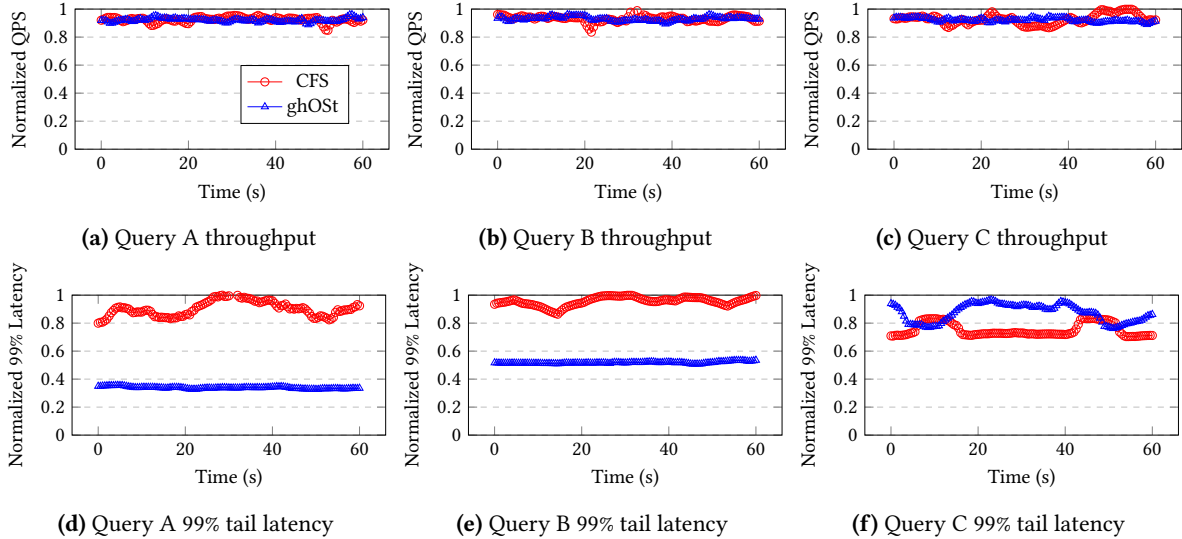 Normalized QPS
1
0.8
0.6
0.4
0.2
0
CFS
ghOSt
0 20 40 60
Time (s)
(a) Query A throughput
Normalized QPS
1
0.8
0.6
0.4
0.2
0
0 20 40 60
Time (s)
(b) Query B throughput
Normalized QPS
1
0.8
0.6
0.4
0.2
0
0 20 40 60
Time (s)
(c) Query C throughput
Normalized 99% Latency
1
0.8
0.6
0.4
0.2
0
0 20 40 60
Time (s)
(d) Query A 99% tail latency
Normalized 99% Latency
1
0.8
0.6
0.4
0.2
0
0 20 40 60
Time (s)
(e) Query B 99% tail latency
Normalized 99% Latency
1
0.8
0.6
0.4
0.2
0
0 20 40 60
Time (s)
(f) Query C 99% tail latency